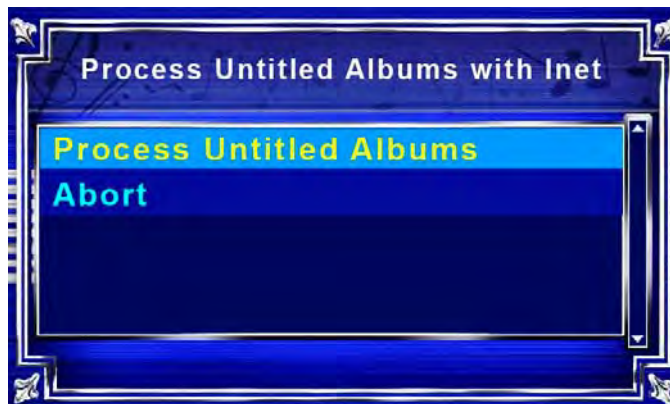 Process Untitled Albums with Inet
Process Untitled Albums
Abort